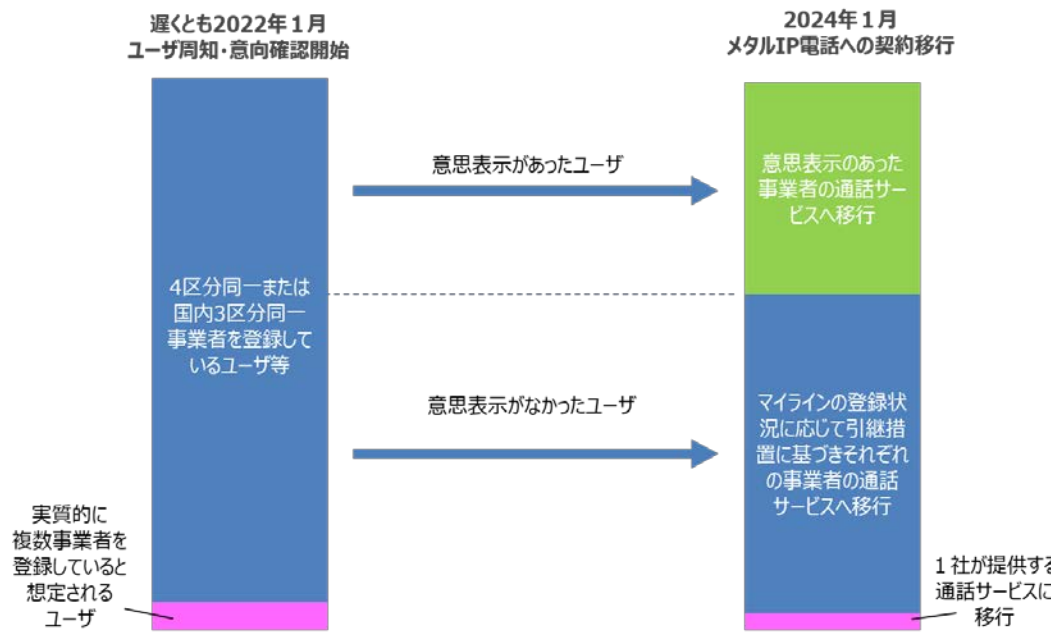 遅くとも2022年１月
ユーザ周知・意向確認開始
2024年１月
メタルIP電話への契約移行
意思表示があったユーザ
意思表示のあった
事業者の通話サー
ビスへ移行
4区分同一または
国内3区分同一
事業者を登録して
いるユーザ等
意思表示がなかったユーザ
マイラインの登録状
況に応じて引継措
置に基づきそれぞれ
の事業者の通話
サービスへ移行
実質的に
複数事業者を
登録していると
想定される
ユーザ
１社が提供する
通話サービスに
移行